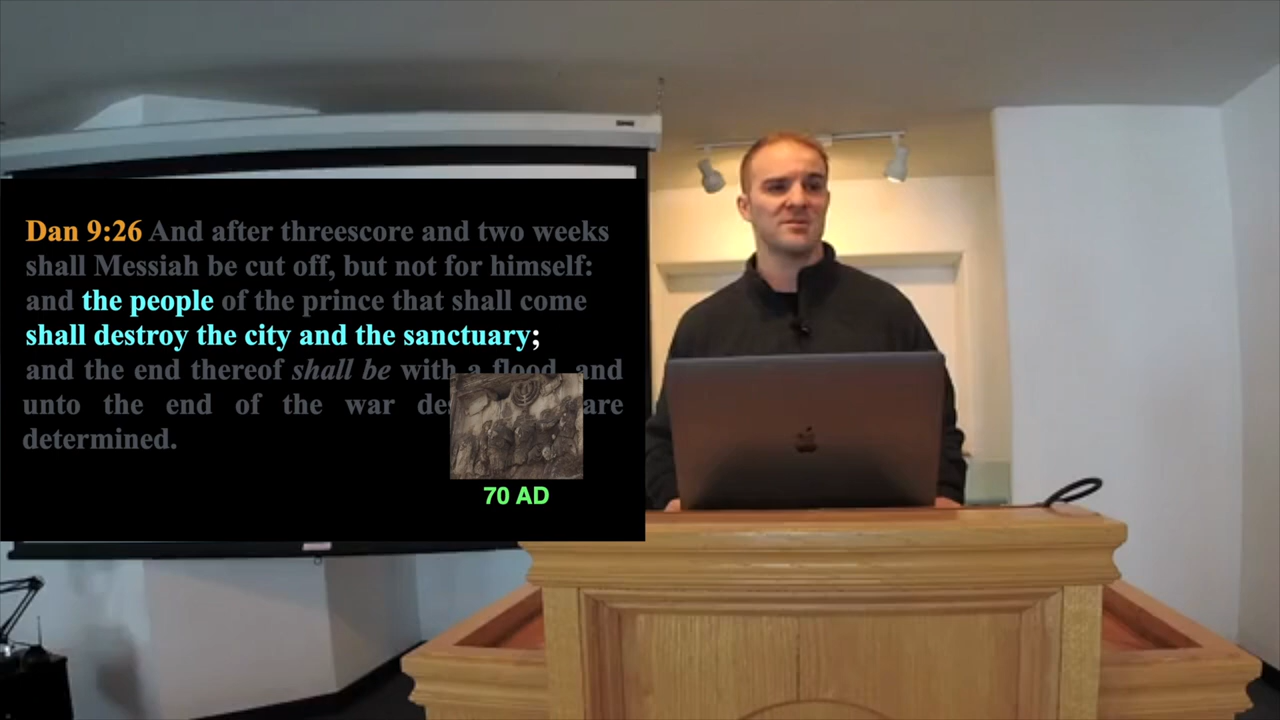 Dan 9:26 And after threescore and two weeks
shall Messiah be cut off, but not for himself:
and the people of the prince that shall come
shall destroy the city and the sanctuary;
and the end thereof shall be with a flood, and
unto the end of the war are
determined.
70 AD